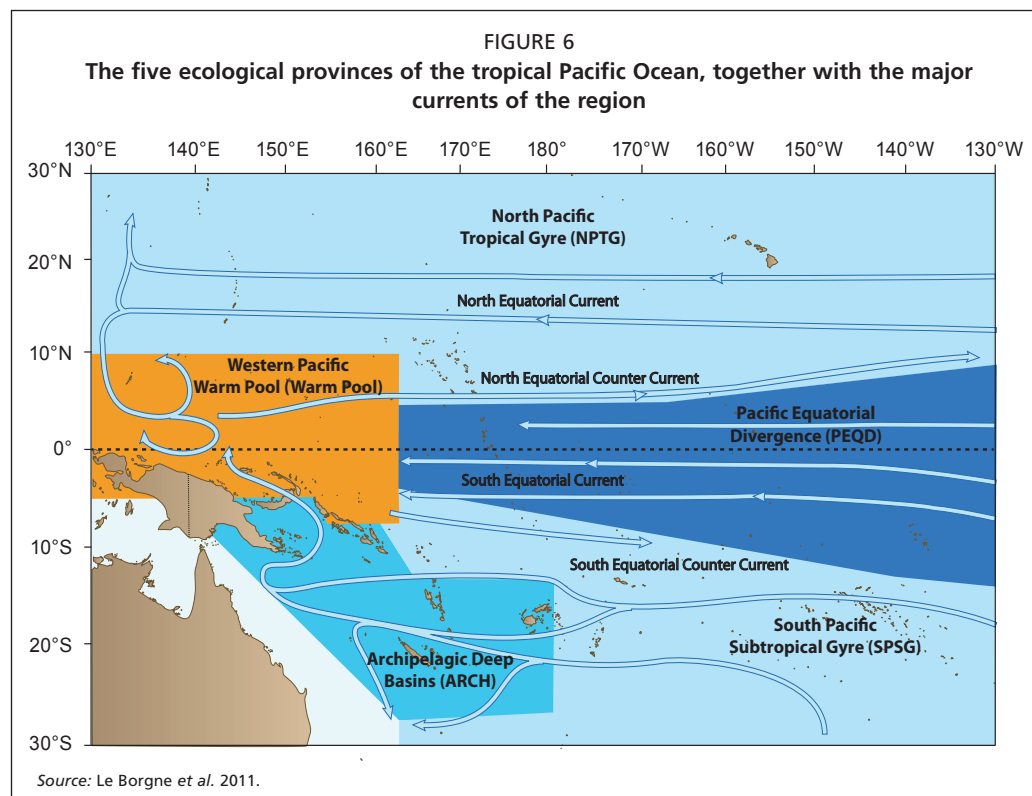 FIGURE 6
The five ecological provinces of the tropical Pacific Ocean, together with the major
currents of the region
130°E 140°E 150°E 160°E 170°E 180° 170°W 160°W 150°W 140°W 130°W
30°N
North Pacific
Tropical Gyre (NPTG)
20°N
North Equatorial Current
10°N
Western Pacific
Warm Pool (Warm Pool)
North Equatorial Counter Current
Pacific Equatorial
Divergence (PEQD)
0°
South Equatorial Current
10°S
South Equatorial Counter Current
South Pacific
Subtropical Gyre (SPSG)
20°S
Archipelagic Deep
Basins (ARCH)
30°S
Source: Le Borgne et al. 2011.